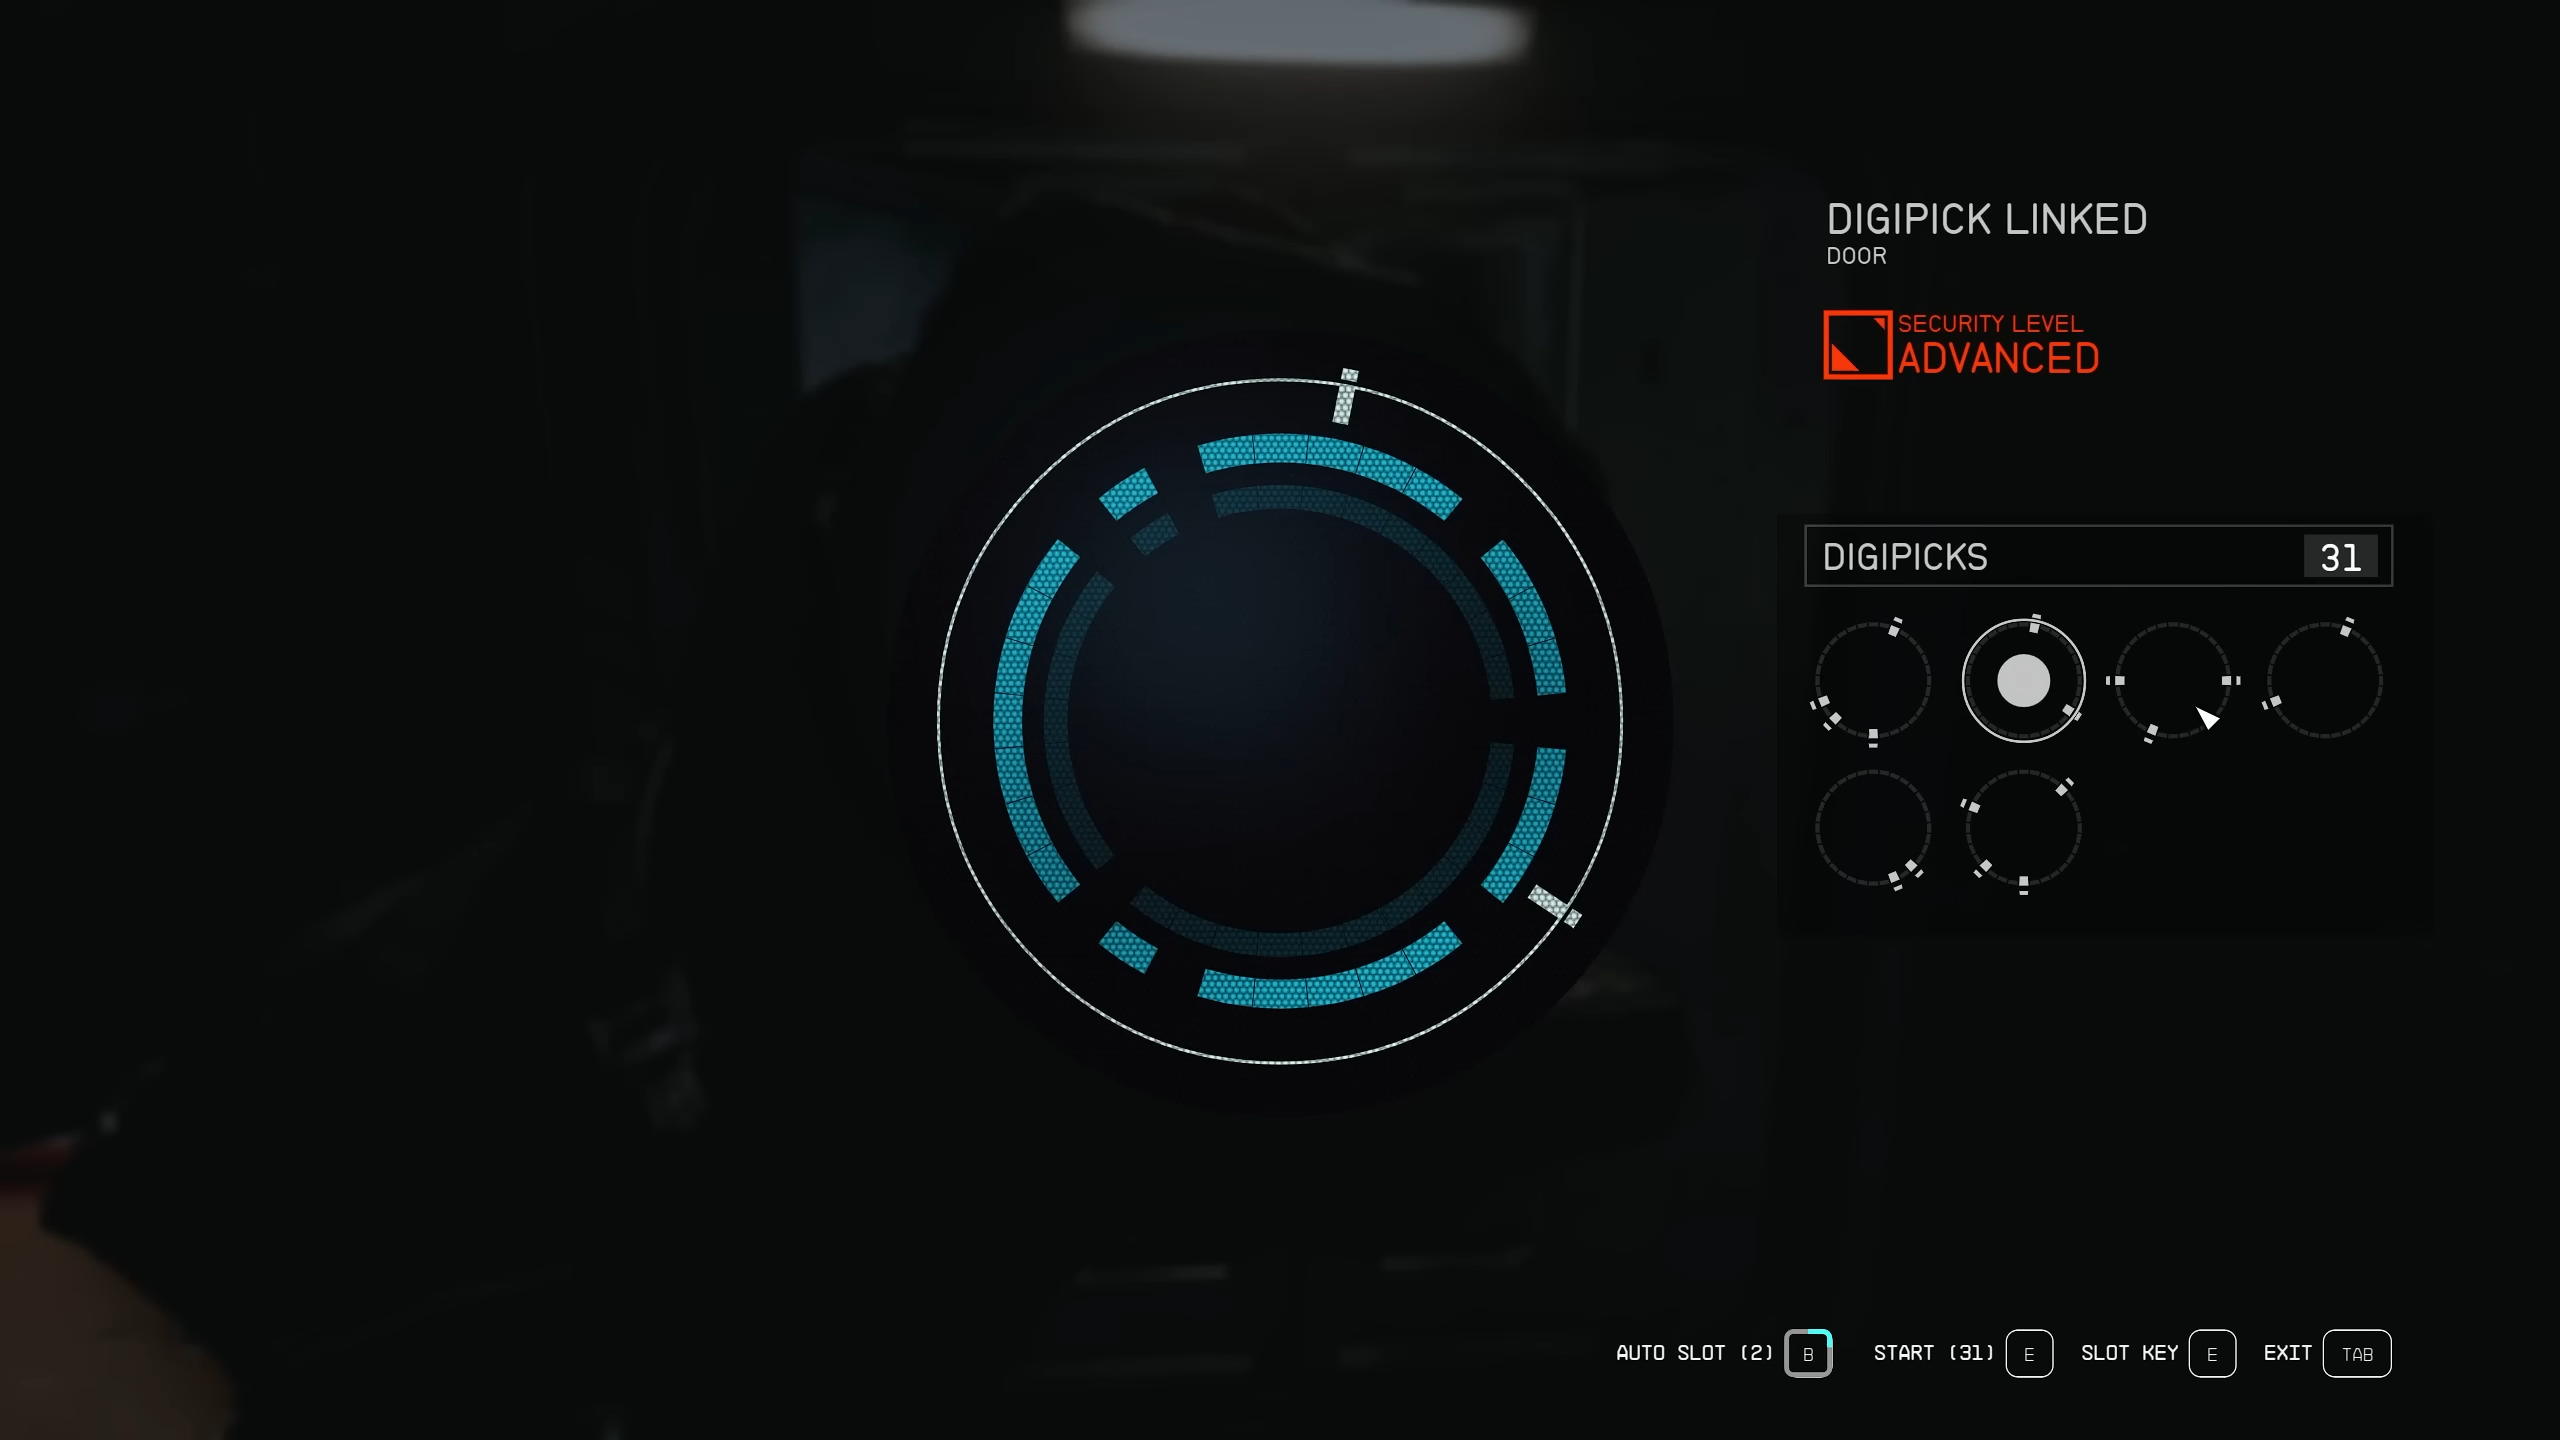 DIGIPICK LINKED
DOOR
SECURITY LEVEL
ADVANCED
DIGIPICKS 31
AUTO SLOT (2) B START (31) E SLOT KEY E EXIT TAB